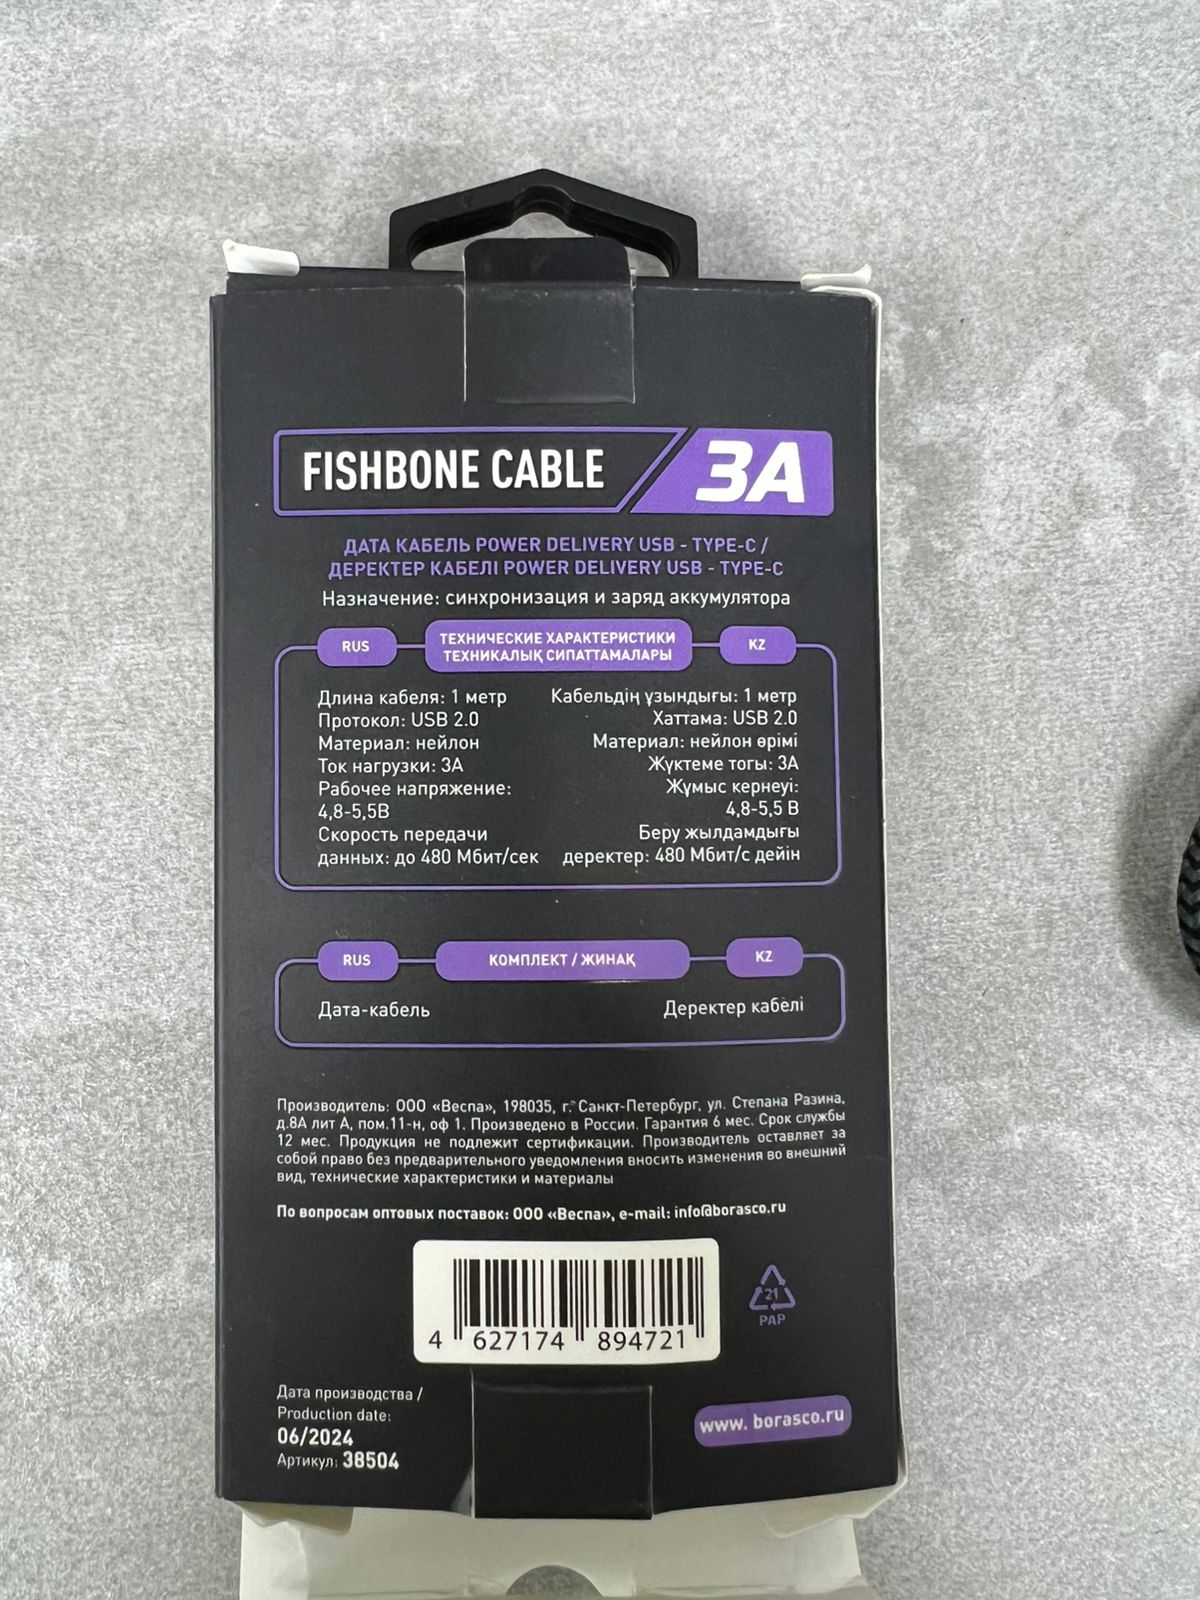 FISHBONE CABLE 3A
ДАТА КАБЕЛЬ POWER DELIVERY USB - TYPE-C /
ДЕРЕКТЕР КАБЕЛІ POWER DELIVERY USB - TYPE-C
Назначение: синхронизация и заряд аккумулятора
RUS
ТЕХНИЧЕСКИЕ ХАРАКТЕРИСТИКИ
ТЕХНИКАЛЫҚ СИПАТТАМАЛАРЫ
KZ
Длина кабеля: 1 метр
Протокол: USB 2.0
Материал: нейлон
Ток нагрузки: 3А
Рабочее напряжение:
4,8-5,5В
Скорость передачи
данных: до 480 Мбит/сек
Кабельдің ұзындығы: 1 метр
Хаттама: USB 2.0
Материал: нейлон өрімі
Жүктеме тогы: 3А
Жұмыс кернеуі:
4,8-5,5 В
Беру жылдамдығы
деректер: 480 Мбит/с дейін
RUS
КОМПЛЕКТ / ЖИНАҚ
KZ
Дата-кабель
Деректер кабелі
Производитель: ООО «Веспа», 198035, г. Санкт-Петербург, ул. Степана Разина,
д.8А лит А, пом.11-н, оф 1. Произведено в России. Гарантия 6 мес. Срок службы
12 мес. Продукция не подлежит сертификации. Производитель оставляет за
собой право без предварительного уведомления вносить изменения во внешний
вид, технические характеристики и материалы
По вопросам оптовых поставок: ООО «Веспа», e-mail: info@borasco.ru
4 627174 894721
21
PAP
Дата производства /
Production date:
06/2024
Артикул: 38504
www. borasco.ru